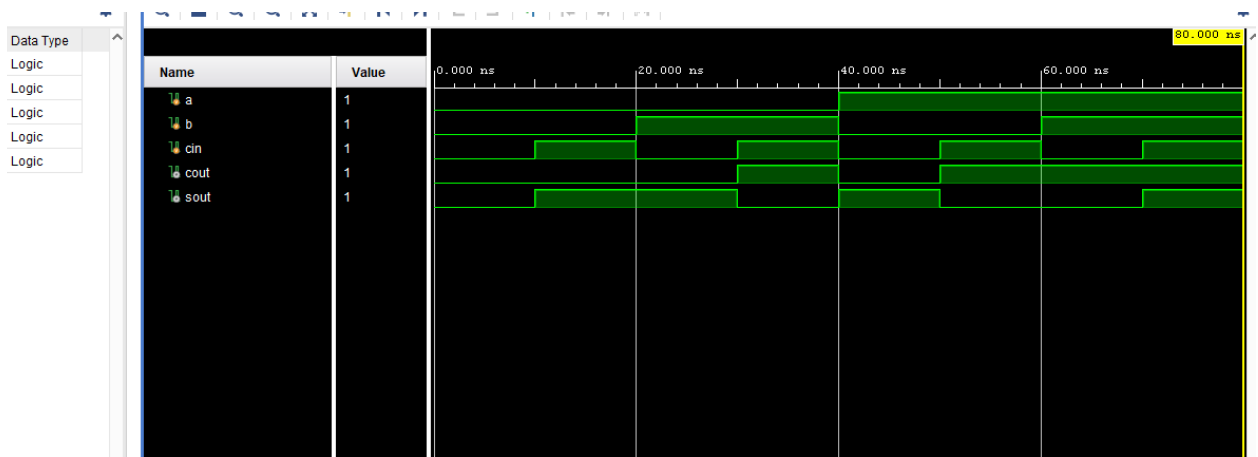 Data Type
Logic
Logic
Logic
Logic
Logic
80.000 ns
Name Value 0.000 ns 20.000 ns 40.000 ns 60.000 ns
a 1
b 1
cin 1
cout 1
sout 1